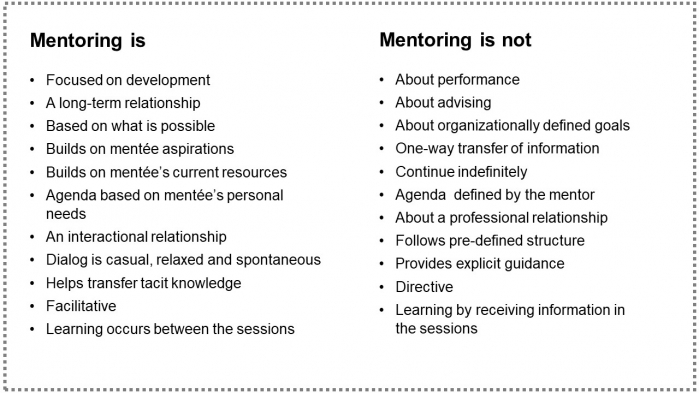 Mentoring is
• Focused on development
• A long-term relationship
• Based on what is possible
• Builds on mentée aspirations
• Builds on mentée’s current resources
• Agenda based on mentée’s personal
needs
• An interactional relationship
• Dialog is casual, relaxed and spontaneous
• Helps transfer tacit knowledge
• Facilitative
• Learning occurs between the sessions
Mentoring is not
• About performance
• About advising
• About organizationally defined goals
• One-way transfer of information
• Continue indefinitely
• Agenda  defined by the mentor
• About a professional relationship
• Follows pre-defined structure
• Provides explicit guidance
• Directive
• Learning by receiving information in
the sessions